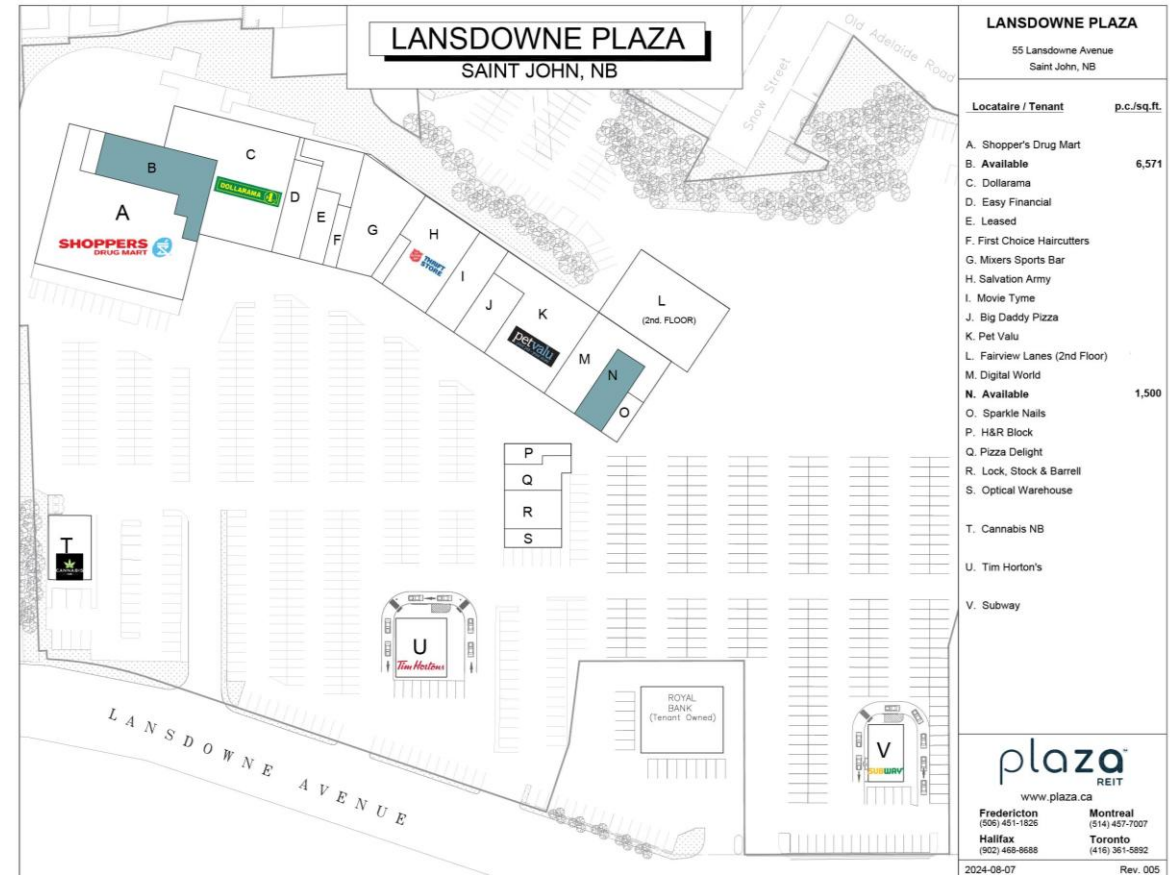 LANSDOWNE PLAZA
SAINT JOHN, NB
Old Adelaide Road
Snow Street
A
SHOPPERS
DRUG MART
B
C
DOLLARAMA
D
E
F
G
H
THRIFT
STORE
I
J
K
petvalu
L
(2nd. FLOOR)
M
N
O
P
Q
R
S
T
CANNABIS
U
Tim Hortons
ROYAL
BANK
(Tenant Owned)
V
SUBWAY
LANSDOWNE AVENUE
LANSDOWNE PLAZA
55 Lansdowne Avenue
Saint John, NB
Locataire / Tenant p.c./sq.ft.
A. Shopper's Drug Mart
B. Available 6,571
C. Dollarama
D. Easy Financial
E. Leased
F. First Choice Haircutters
G. Mixers Sports Bar
H. Salvation Army
I. Movie Tyme
J. Big Daddy Pizza
K. Pet Valu
L. Fairview Lanes (2nd Floor)
M. Digital World
N. Available 1,500
O. Sparkle Nails
P. H&R Block
Q. Pizza Delight
R. Lock, Stock & Barrell
S. Optical Warehouse
T. Cannabis NB
U. Tim Horton's
V. Subway
plaza
REIT
www.plaza.ca
Fredericton Montreal
(506) 451-1826 (514) 457-7007
Halifax Toronto
(902) 468-8688 (416) 361-5892
2024-08-07 Rev. 005